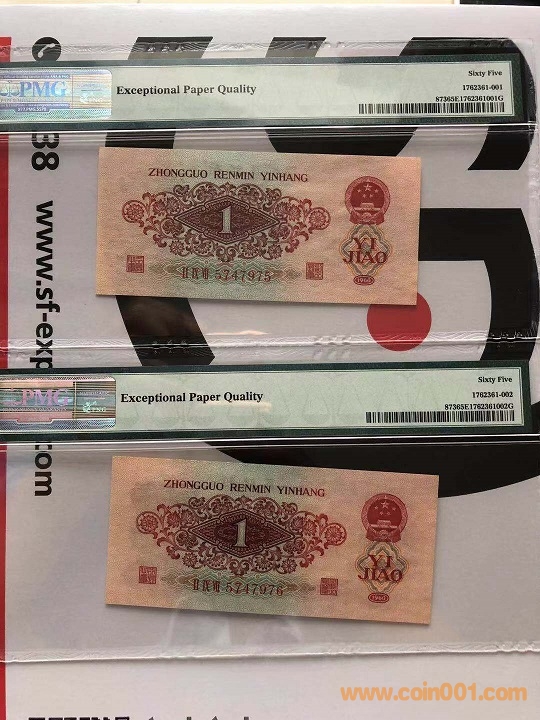 PMG
Exceptional Paper Quality
Sixty Five
1762361-001
87365E1762361001G
38 www.sf-exp
ZHONGGUO RENMIN YINHANG
1
YI
JIAO
5747975
1960
PMG
Exceptional Paper Quality
Sixty Five
1762361-002
87365E1762361002G
.com
ZHONGGUO RENMIN YINHANG
1
YI
JIAO
5747976
1960
www.coin001.com